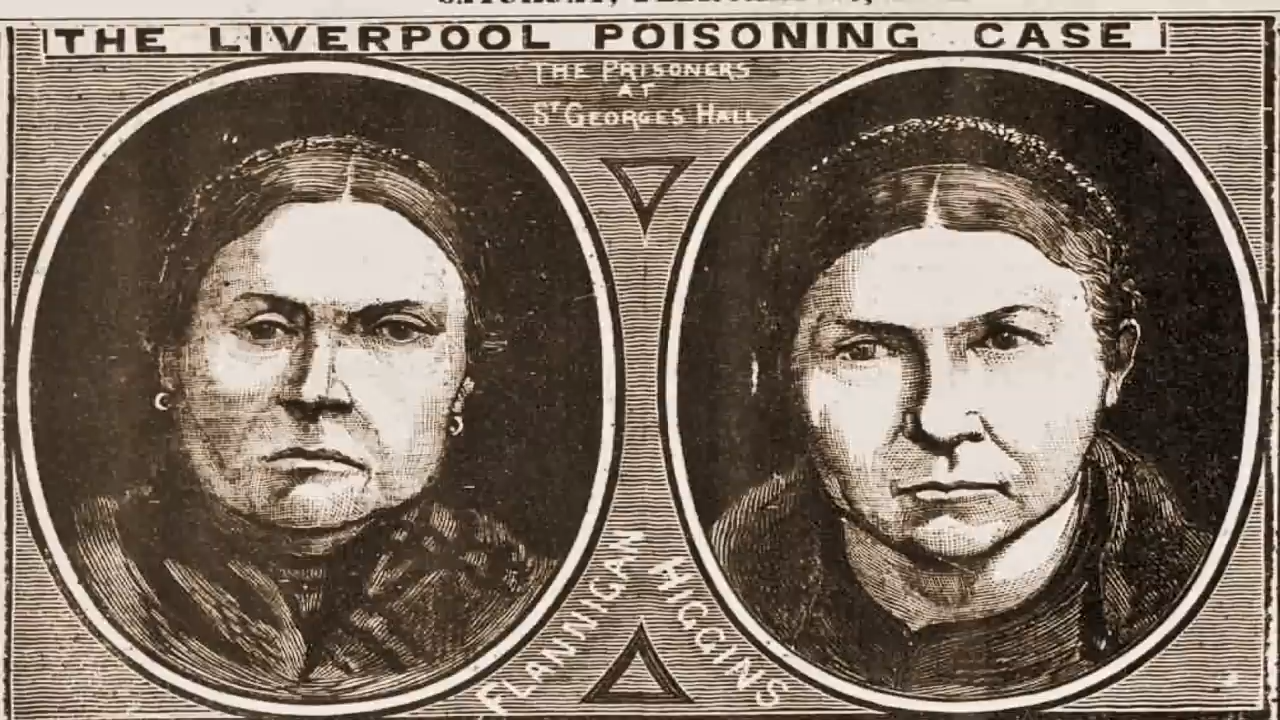 THE LIVERPOOL POISONING CASE
THE PRISONERS
AT
ST GEORGES HALL
FLANNIGAN
HIGGINS